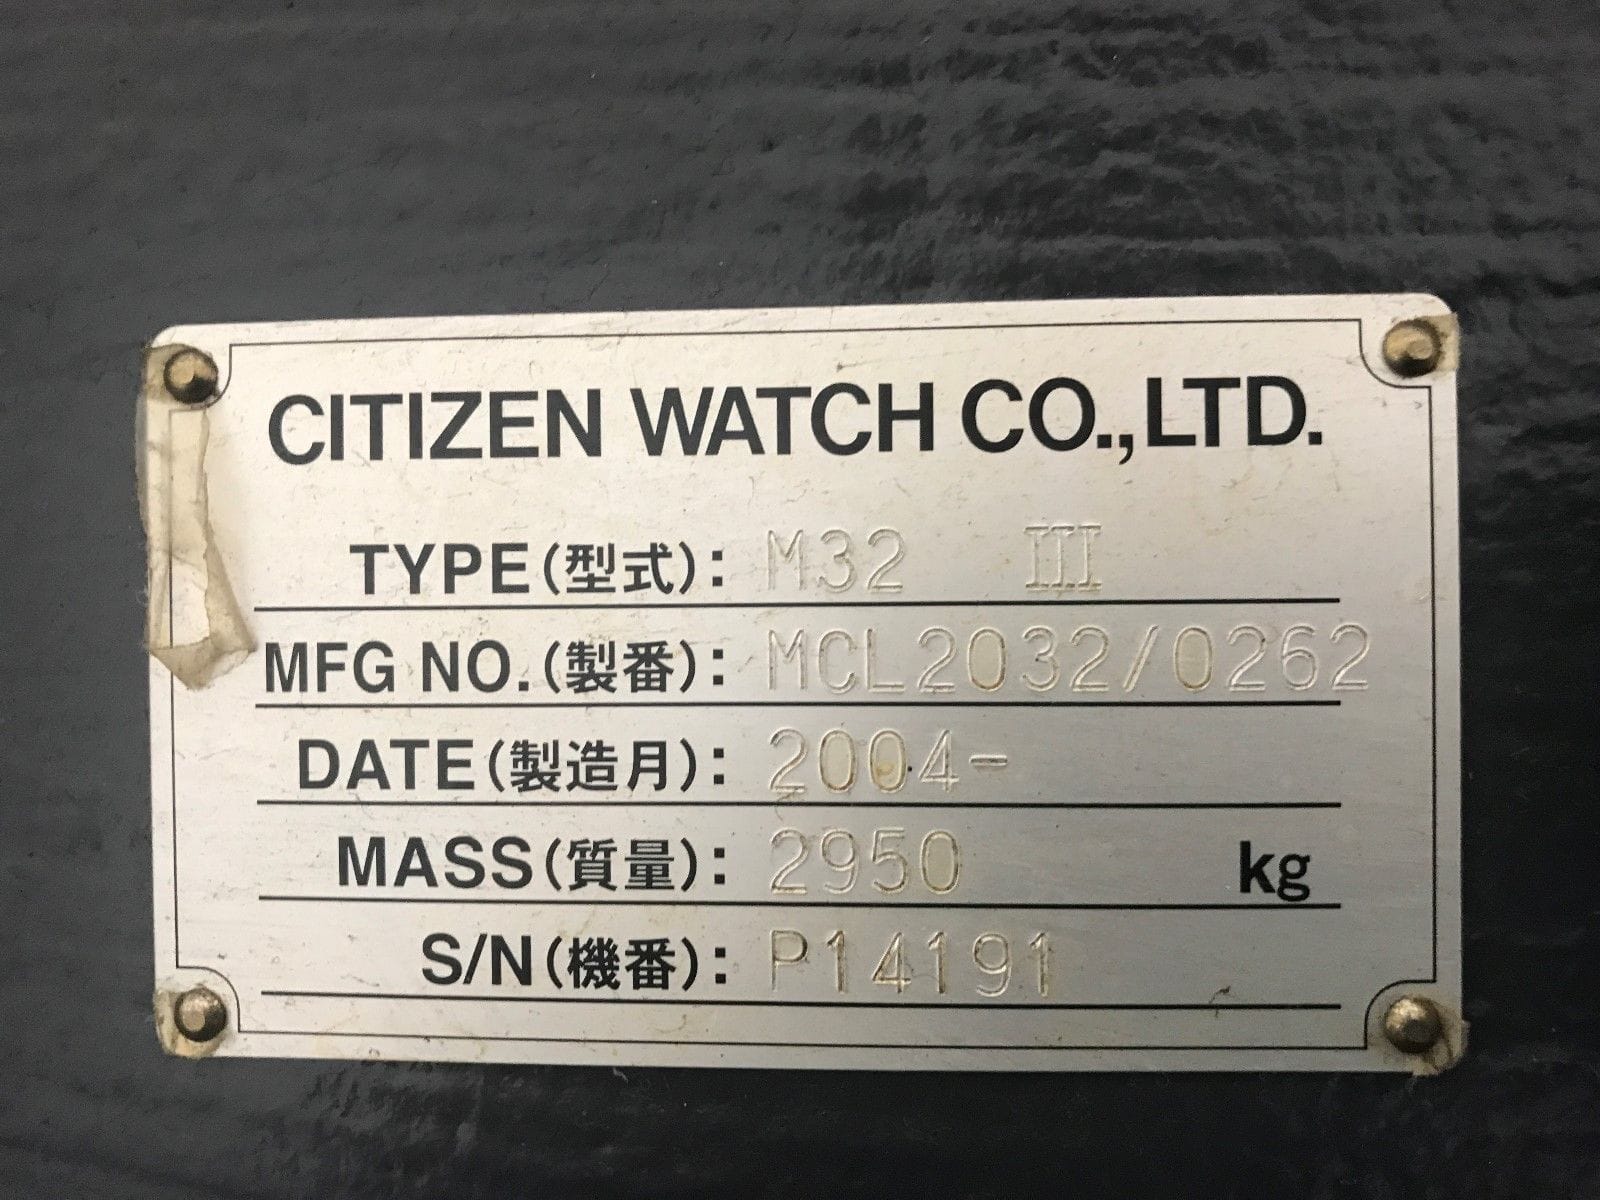 CITIZEN WATCH CO.,LTD.
TYPE(型式): M32 III
MFG NO.(製番): MCL2032/0262
DATE(製造月): 2004-
MASS(質量): 2950 kg
S/N(機番): P14191